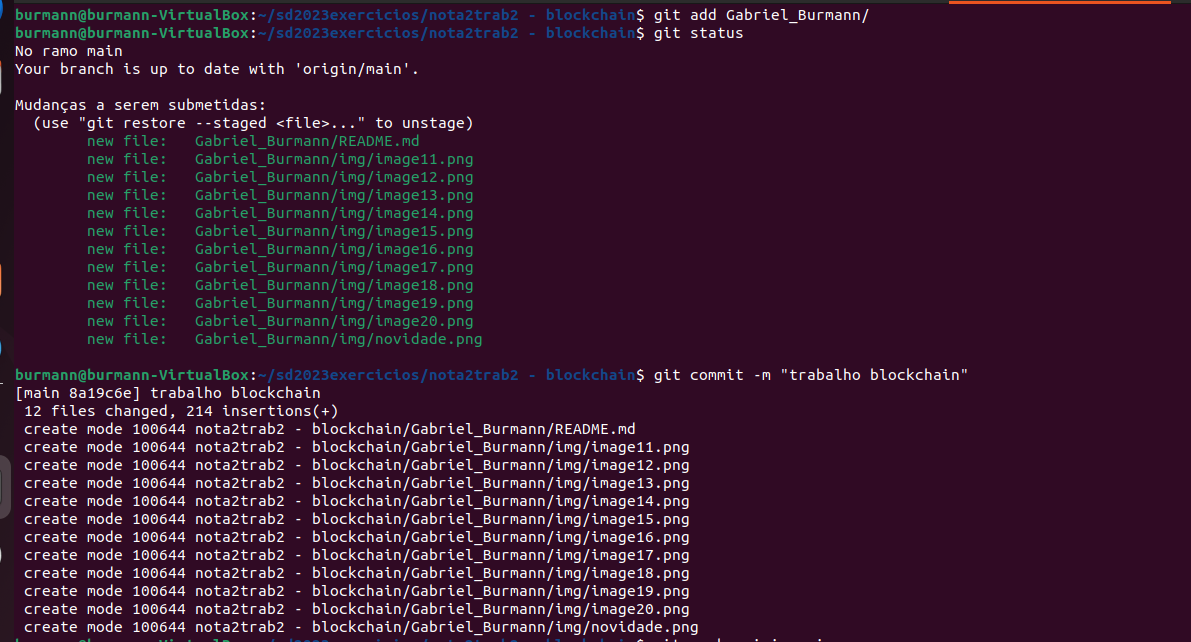 burmann@burmann-VirtualBox:~/sd2023exercicios/nota2trab2 - blockchain$ git add Gabriel_Burmann/
burmann@burmann-VirtualBox:~/sd2023exercicios/nota2trab2 - blockchain$ git status
No ramo main
Your branch is up to date with 'origin/main'.
Mudanças a serem submetidas:
(use "git restore --staged <file>..." to unstage)
new file:   Gabriel_Burmann/README.md
new file:   Gabriel_Burmann/img/image11.png
new file:   Gabriel_Burmann/img/image12.png
new file:   Gabriel_Burmann/img/image13.png
new file:   Gabriel_Burmann/img/image14.png
new file:   Gabriel_Burmann/img/image15.png
new file:   Gabriel_Burmann/img/image16.png
new file:   Gabriel_Burmann/img/image17.png
new file:   Gabriel_Burmann/img/image18.png
new file:   Gabriel_Burmann/img/image19.png
new file:   Gabriel_Burmann/img/image20.png
new file:   Gabriel_Burmann/img/novidade.png
burmann@burmann-VirtualBox:~/sd2023exercicios/nota2trab2 - blockchain$ git commit -m "trabalho blockchain"
[main 8a19c6e] trabalho blockchain
12 files changed, 214 insertions(+)
create mode 100644 nota2trab2 - blockchain/Gabriel_Burmann/README.md
create mode 100644 nota2trab2 - blockchain/Gabriel_Burmann/img/image11.png
create mode 100644 nota2trab2 - blockchain/Gabriel_Burmann/img/image12.png
create mode 100644 nota2trab2 - blockchain/Gabriel_Burmann/img/image13.png
create mode 100644 nota2trab2 - blockchain/Gabriel_Burmann/img/image14.png
create mode 100644 nota2trab2 - blockchain/Gabriel_Burmann/img/image15.png
create mode 100644 nota2trab2 - blockchain/Gabriel_Burmann/img/image16.png
create mode 100644 nota2trab2 - blockchain/Gabriel_Burmann/img/image17.png
create mode 100644 nota2trab2 - blockchain/Gabriel_Burmann/img/image18.png
create mode 100644 nota2trab2 - blockchain/Gabriel_Burmann/img/image19.png
create mode 100644 nota2trab2 - blockchain/Gabriel_Burmann/img/image20.png
create mode 100644 nota2trab2 - blockchain/Gabriel_Burmann/img/novidade.png